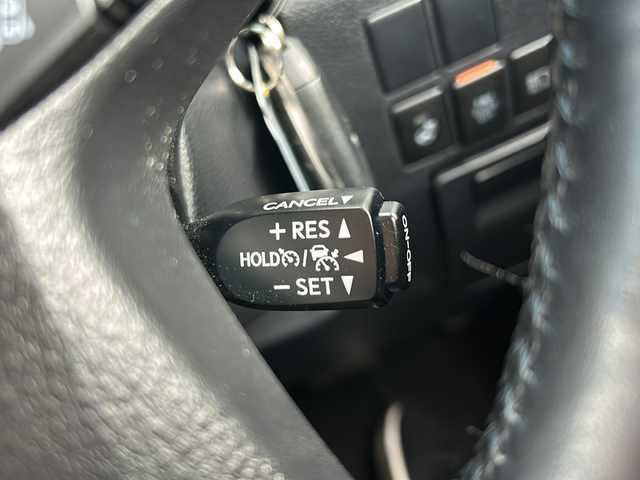 CANCEL▼
+ RES ▲
HOLD / ◀
− SET ▼
ON-OFF